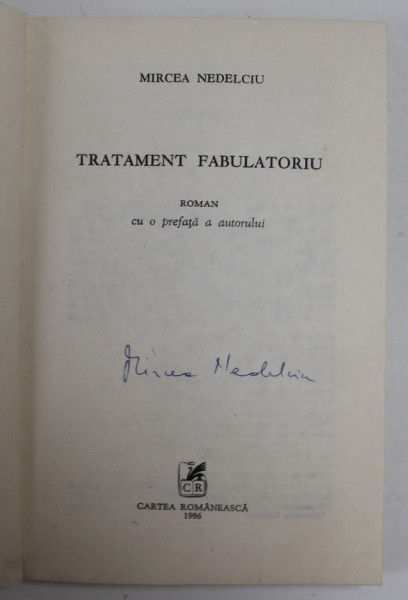 MIRCEA NEDELCIU
TRATAMENT FABULATORIU
ROMAN
cu o prefață a autorului
Mircea Nedelciu
CR
CARTEA ROMÂNEASCĂ
1986